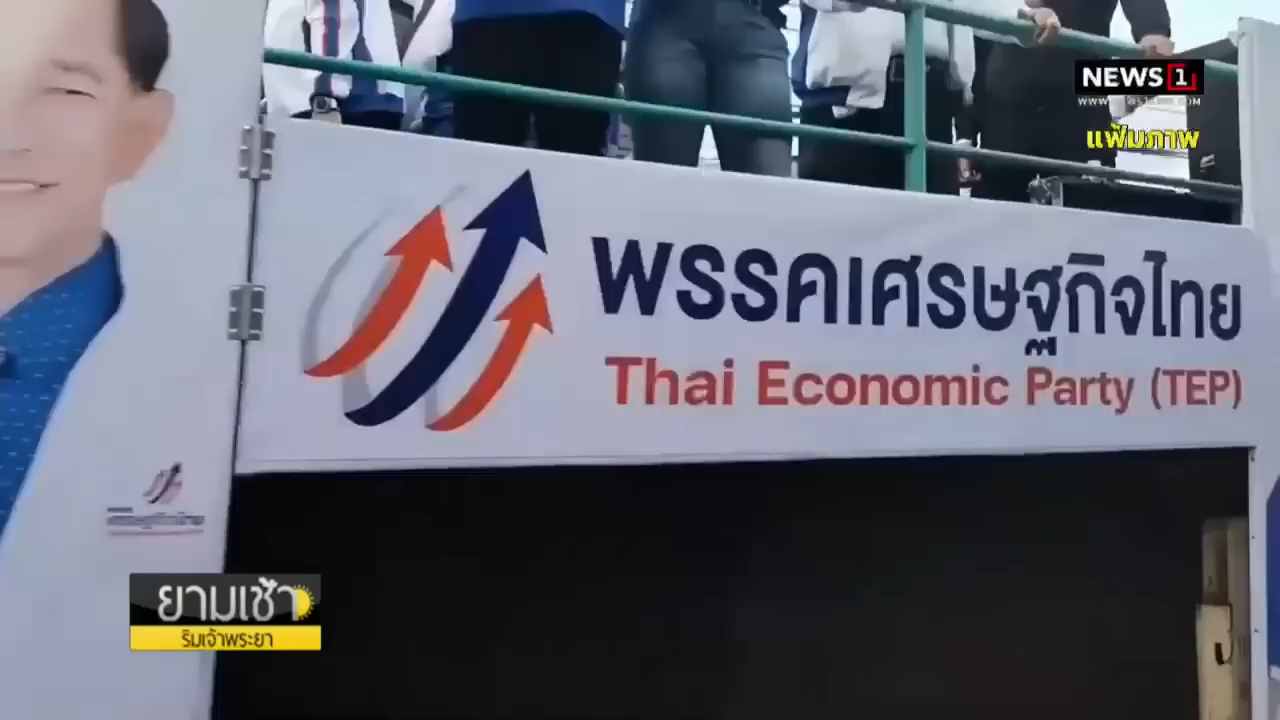 NEWS 1
แฟ้มภาพ
พรรคเศรษฐกิจไทย
Thai Economic Party (TEP)
ยามเช้า
ริมเจ้าพระยา